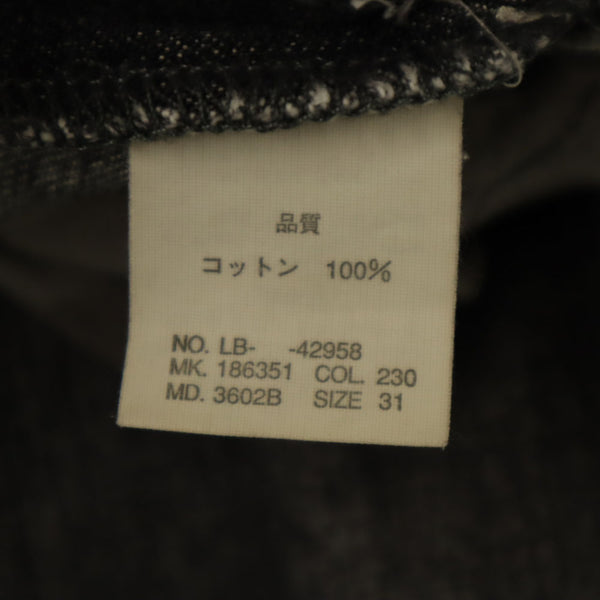 品質
コットン 100%
NO. LB- -42958
MK. 186351 COL. 230
MD. 3602B SIZE 31